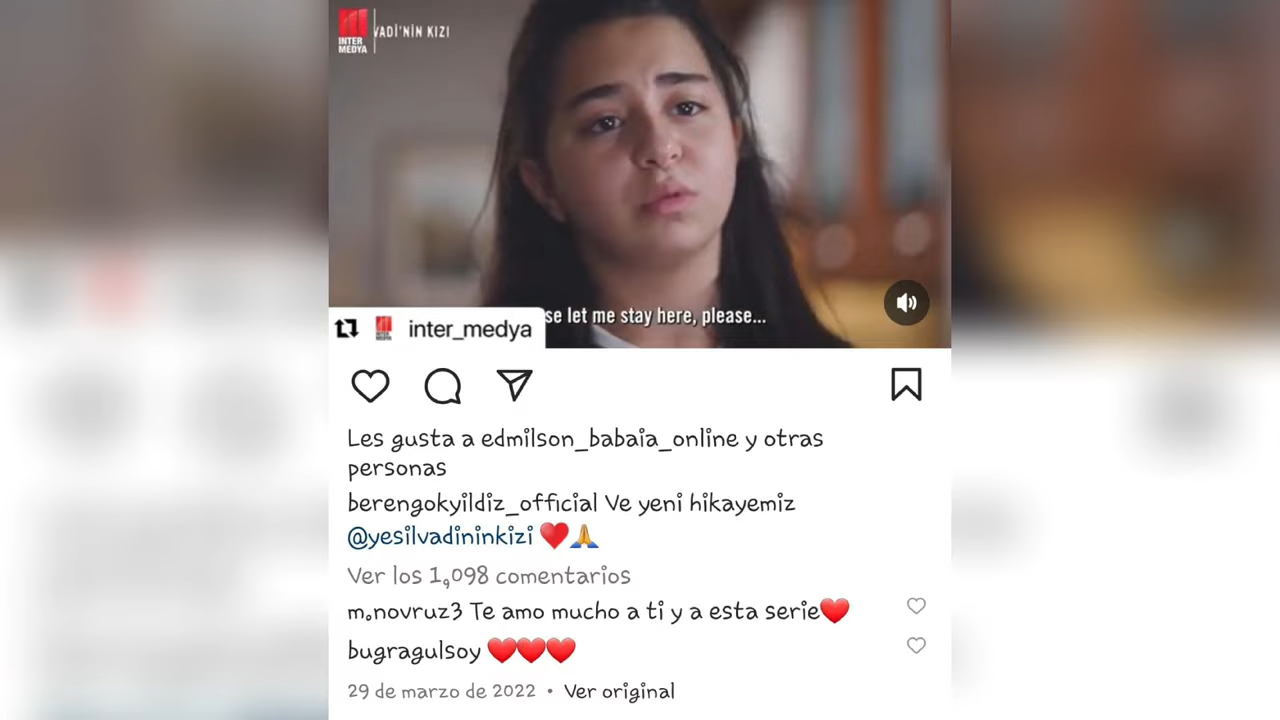 INTER
MEDYA
VADİ'NİN KIZI
se let me stay here, please...
inter_medya
Les gusta a edmilson_babaia_online y otras
personas
berengokyildiz_official Ve yeni hikayemiz
@yesilvadininkizi ❤️🙏
Ver los 1,098 comentarios
m.novruz3 Te amo mucho a ti y a esta serie❤️
bugragulsoy ❤️❤️❤️
29 de marzo de 2022 • Ver original